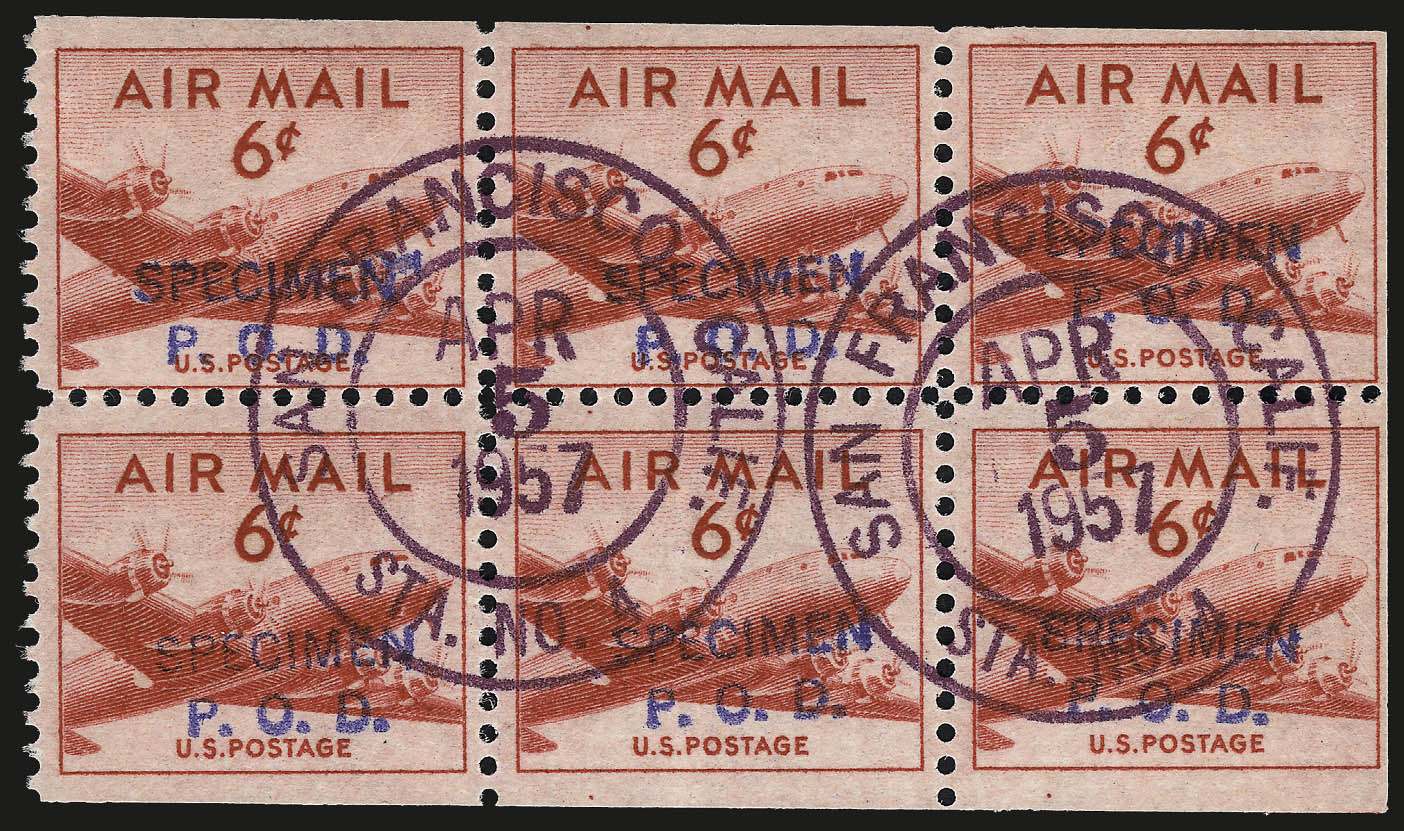 AIR MAIL
6¢
SPECIMEN
P. O. D.
U.S. POSTAGE
AIR MAIL
6¢
SPECIMEN
P. O. D.
U.S. POSTAGE
AIR MAIL
6¢
SPECIMEN
P. O. D.
U.S. POSTAGE
AIR MAIL
6¢
SPECIMEN
P. O. D.
U.S. POSTAGE
AIR MAIL
6¢
SPECIMEN
P. O. D.
U.S. POSTAGE
AIR MAIL
6¢
SPECIMEN
P. O. D.
U.S. POSTAGE
SAN FRANCISCO CALIF.
APR
5
1957
STA. NO.
SAN FRANCISCO CALIF.
APR
5
1957
STA.